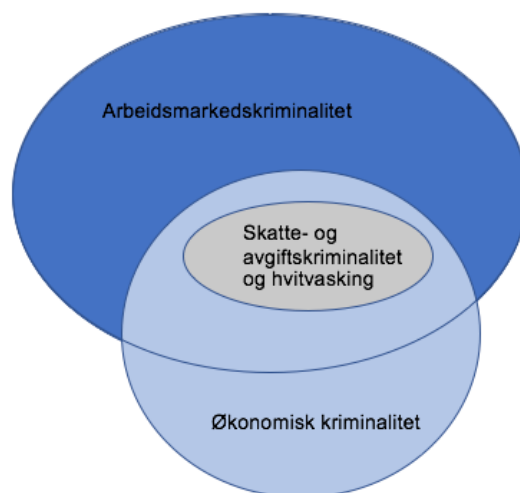 Arbeidsmarkedskriminalitet
Skatte- og
avgiftskriminalitet
og hvitvasking
Økonomisk kriminalitet